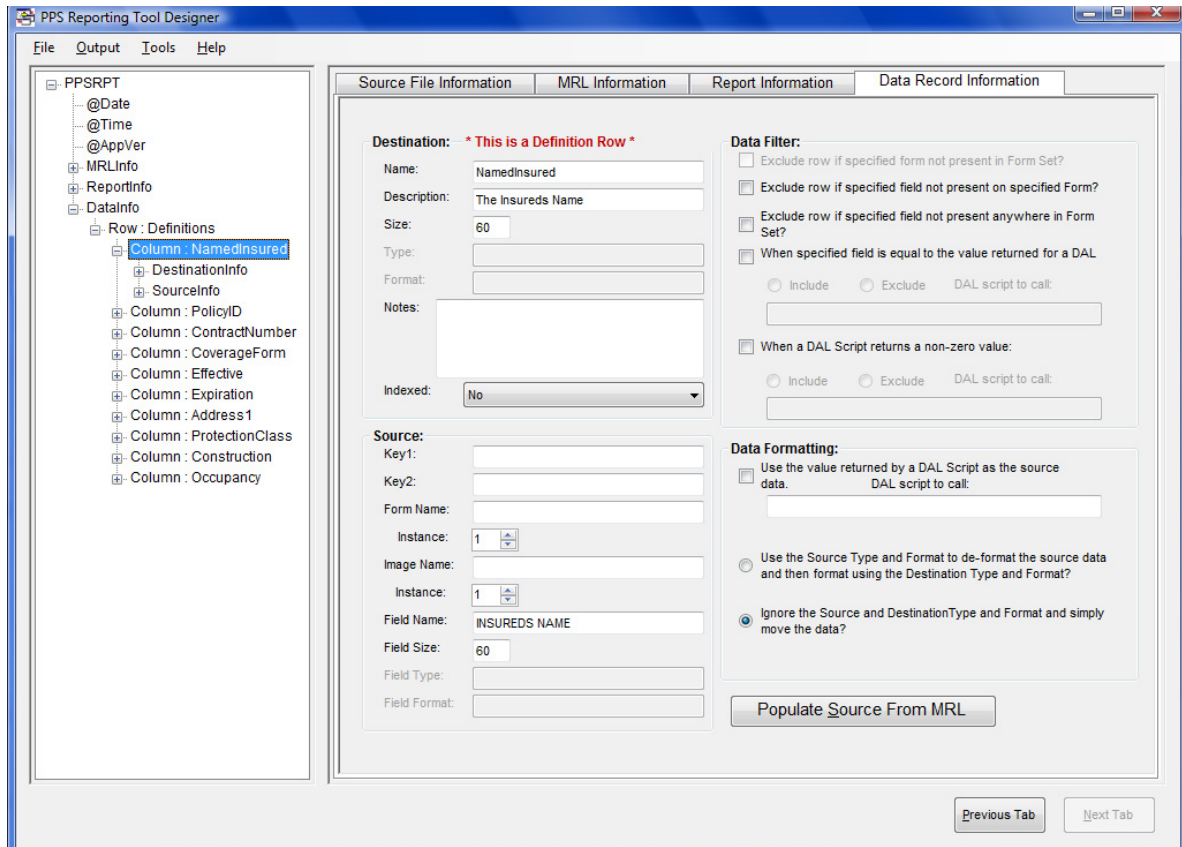 PPS Reporting Tool Designer
File Output Tools Help
PPSRPT
@Date
@Time
@AppVer
MRLInfo
ReportInfo
DataInfo
Row : Definitions
Column : NamedInsured
DestinationInfo
SourceInfo
Column : PolicyID
Column : ContractNumber
Column : CoverageForm
Column : Effective
Column : Expiration
Column : Address1
Column : ProtectionClass
Column : Construction
Column : Occupancy
Source File Information
MRL Information
Report Information
Data Record Information
Destination: * This is a Definition Row *
Name: NamedInsured
Description: The Insureds Name
Size: 60
Type:
Format:
Notes:
Indexed: No
Source:
Key1:
Key2:
Form Name:
Instance: 1
Image Name:
Instance: 1
Field Name: INSUREDS NAME
Field Size: 60
Field Type:
Field Format:
Data Filter:
Exclude row if specified form not present in Form Set?
Exclude row if specified field not present on specified Form?
Exclude row if specified field not present anywhere in Form
Set?
When specified field is equal to the value returned for a DAL
Include Exclude DAL script to call:
When a DAL Script returns a non-zero value:
Include Exclude DAL script to call:
Data Formatting:
Use the value returned by a DAL Script as the source
data. DAL script to call:
Use the Source Type and Format to de-format the source data
and then format using the Destination Type and Format?
Ignore the Source and DestinationType and Format and simply
move the data?
Populate Source From MRL
Previous Tab
Next Tab